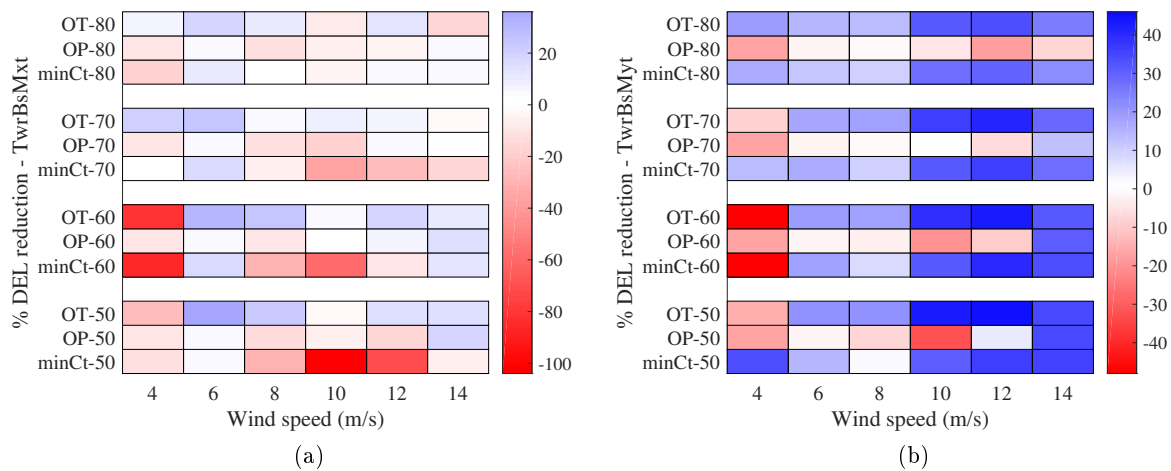 % DEL reduction - TwrBsMxt
OT-80
OP-80
minCt-80
OT-70
OP-70
minCt-70
OT-60
OP-60
minCt-60
OT-50
OP-50
minCt-50
4 6 8 10 12 14
Wind speed (m/s)
20
0
-20
-40
-60
-80
-100
(a)
% DEL reduction - TwrBsMyt
OT-80
OP-80
minCt-80
OT-70
OP-70
minCt-70
OT-60
OP-60
minCt-60
OT-50
OP-50
minCt-50
4 6 8 10 12 14
Wind speed (m/s)
40
30
20
10
0
-10
-20
-30
-40
(b)